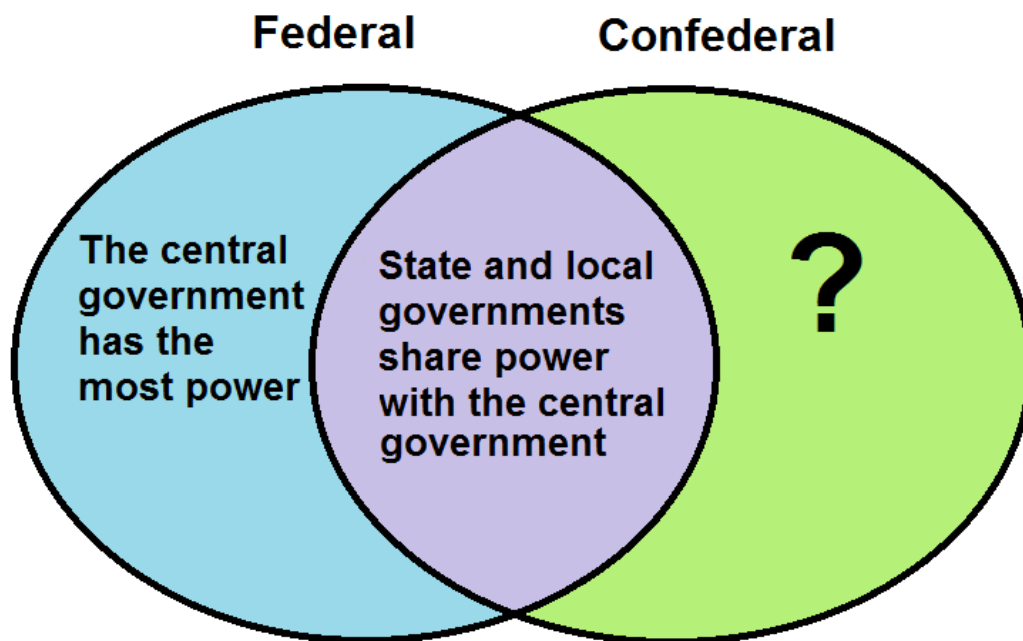 Federal
Confederal
The central
government
has the
most power
State and local
governments
share power
with the central
government
?